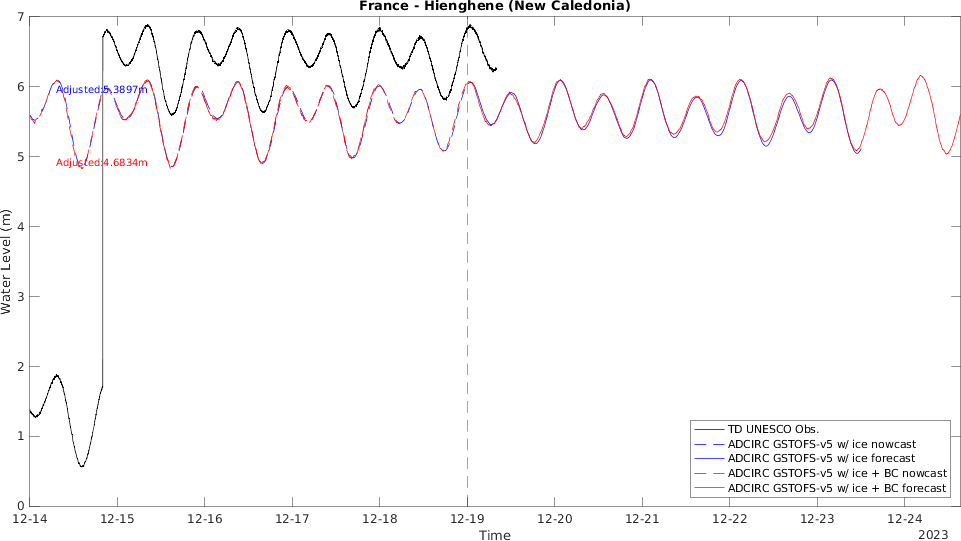 France - Hienghene (New Caledonia)
7
6
5
4
3
2
1
0
Water Level (m)
Adjusted:5.3897m
Adjusted:4.6834m
TD UNESCO Obs.
ADCIRC GSTOFS-v5 w/ ice nowcast
ADCIRC GSTOFS-v5 w/ ice forecast
ADCIRC GSTOFS-v5 w/ ice + BC nowcast
ADCIRC GSTOFS-v5 w/ ice + BC forecast
12-14 12-15 12-16 12-17 12-18 12-19 12-20 12-21 12-22 12-23 12-24
Time
2023